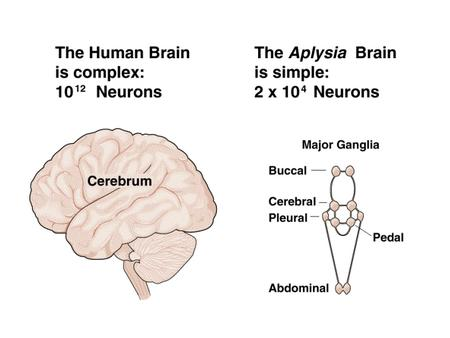 The Human Brain
is complex:
10¹² Neurons
The Aplysia Brain
is simple:
2 x 10⁴ Neurons
Cerebrum
Major Ganglia
Buccal
Cerebral
Pleural
Pedal
Abdominal